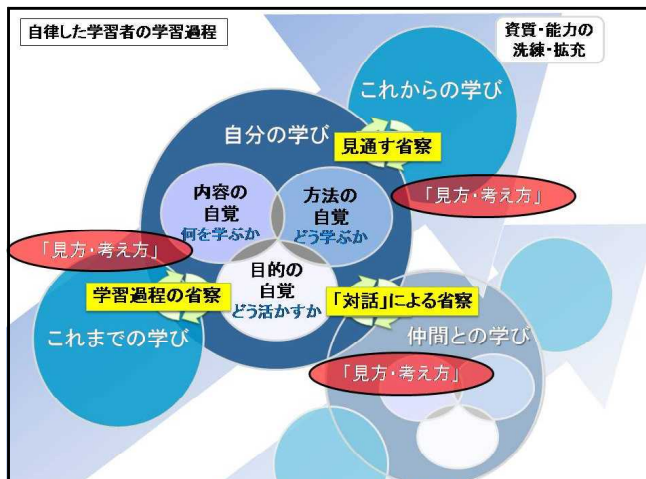 自律した学習者の学習過程
資質・能力の
洗練・拡充
これからの学び
自分の学び
見通す省察
内容の
自覚
何を学ぶか
方法の
自覚
どう学ぶか
「見方・考え方」
「見方・考え方」
目的の
自覚
どう活かすか
学習過程の省察
「対話」による省察
これまでの学び
仲間との学び
「見方・考え方」